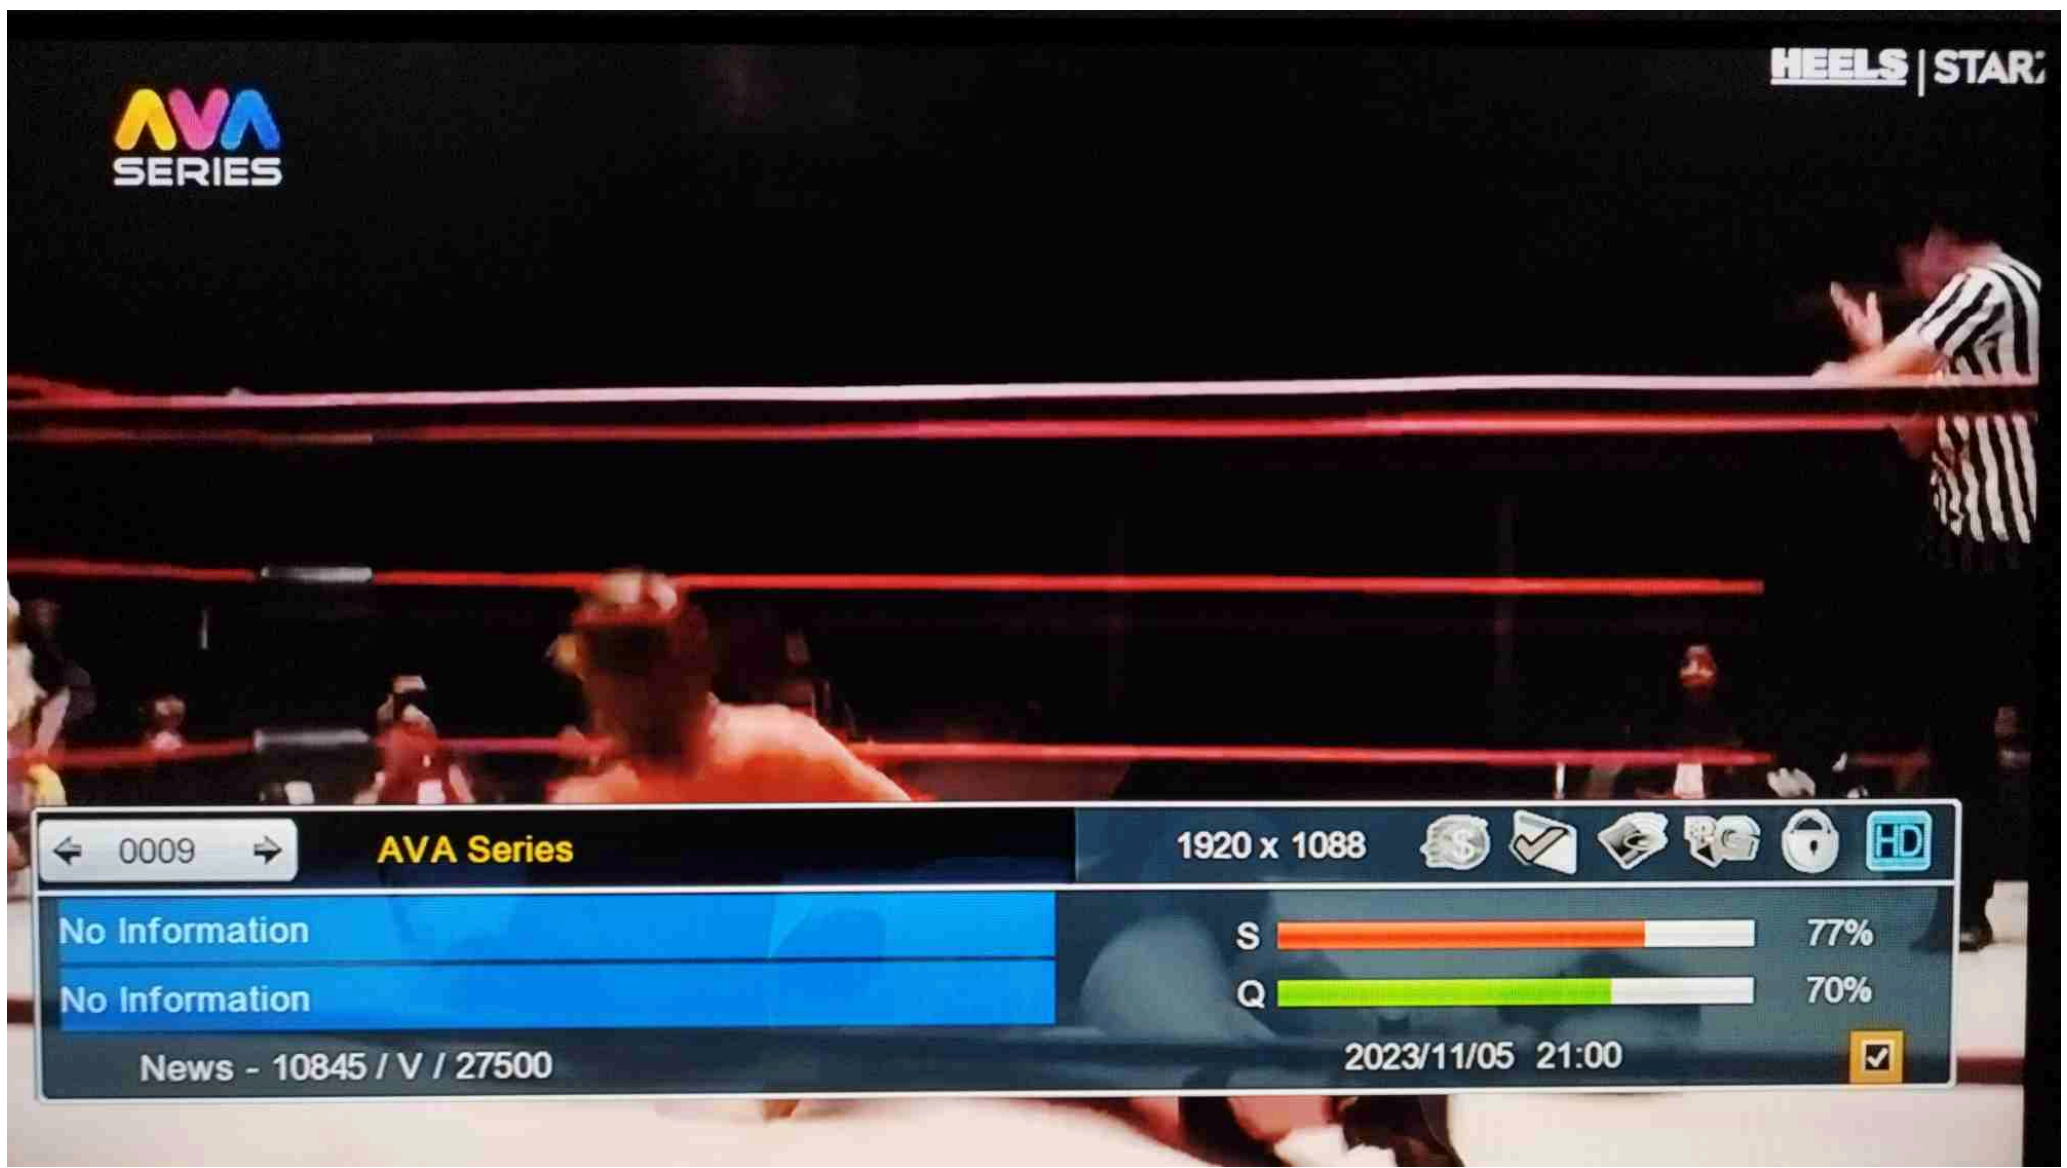 HEELS | STARZ
AVA
SERIES
0009
AVA Series
1920 x 1088
$
HD
No Information
S
77%
No Information
Q
70%
News - 10845 / V / 27500
2023/11/05 21:00